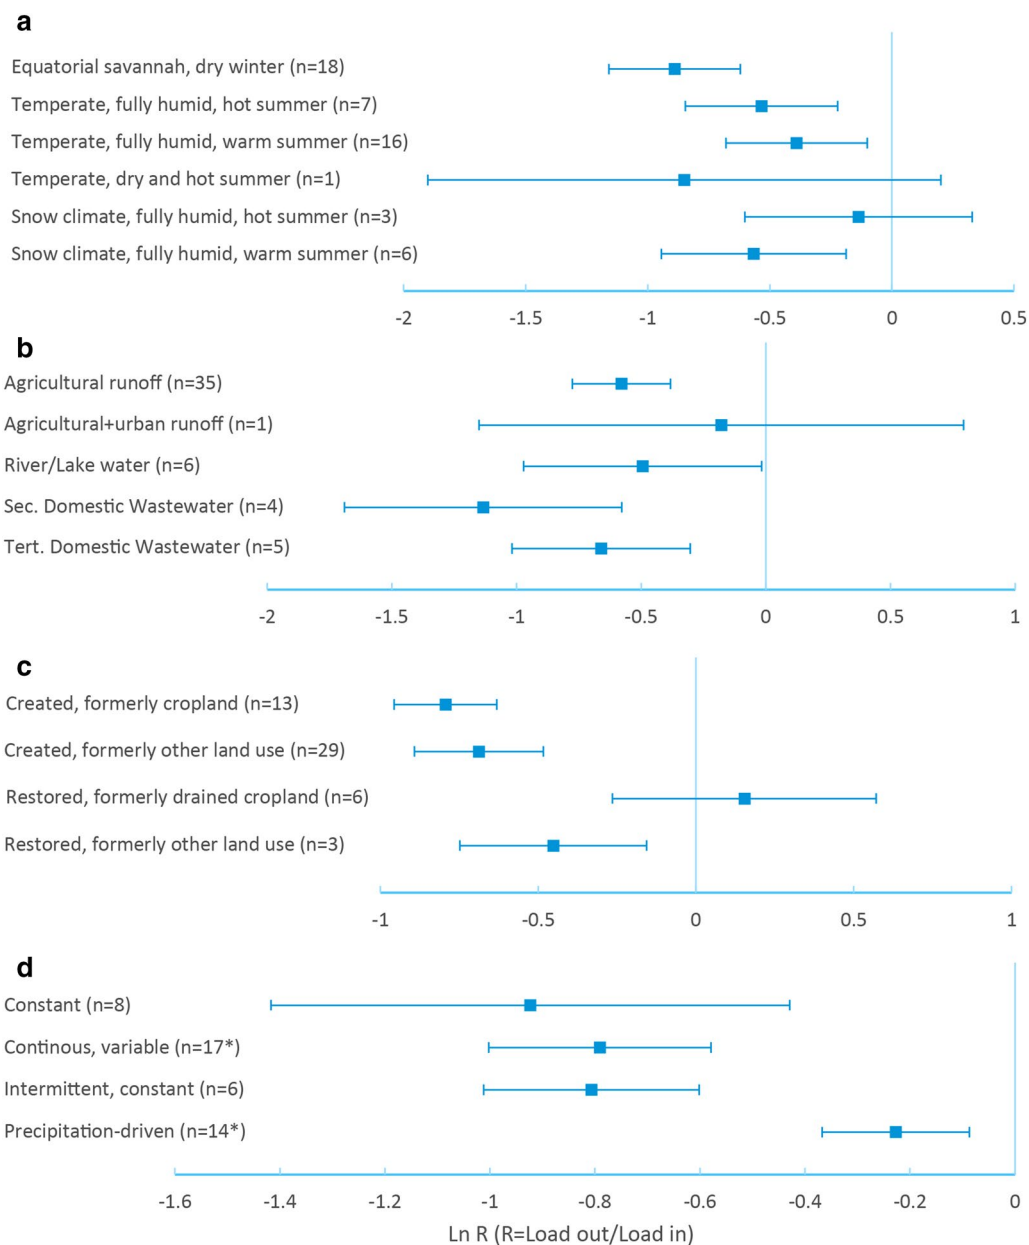 a
Equatorial savannah, dry winter (n=18)
Temperate, fully humid, hot summer (n=7)
Temperate, fully humid, warm summer (n=16)
Temperate, dry and hot summer (n=1)
Snow climate, fully humid, hot summer (n=3)
Snow climate, fully humid, warm summer (n=6)
-2 -1.5 -1 -0.5 0 0.5
b
Agricultural runoff (n=35)
Agricultural+urban runoff (n=1)
River/Lake water (n=6)
Sec. Domestic Wastewater (n=4)
Tert. Domestic Wastewater (n=5)
-2 -1.5 -1 -0.5 0 0.5 1
c
Created, formerly cropland (n=13)
Created, formerly other land use (n=29)
Restored, formerly drained cropland (n=6)
Restored, formerly other land use (n=3)
-1 -0.5 0 0.5 1
d
Constant (n=8)
Continous, variable (n=17*)
Intermittent, constant (n=6)
Precipitation-driven (n=14*)
-1.6 -1.4 -1.2 -1 -0.8 -0.6 -0.4 -0.2 0
Ln R (R=Load out/Load in)